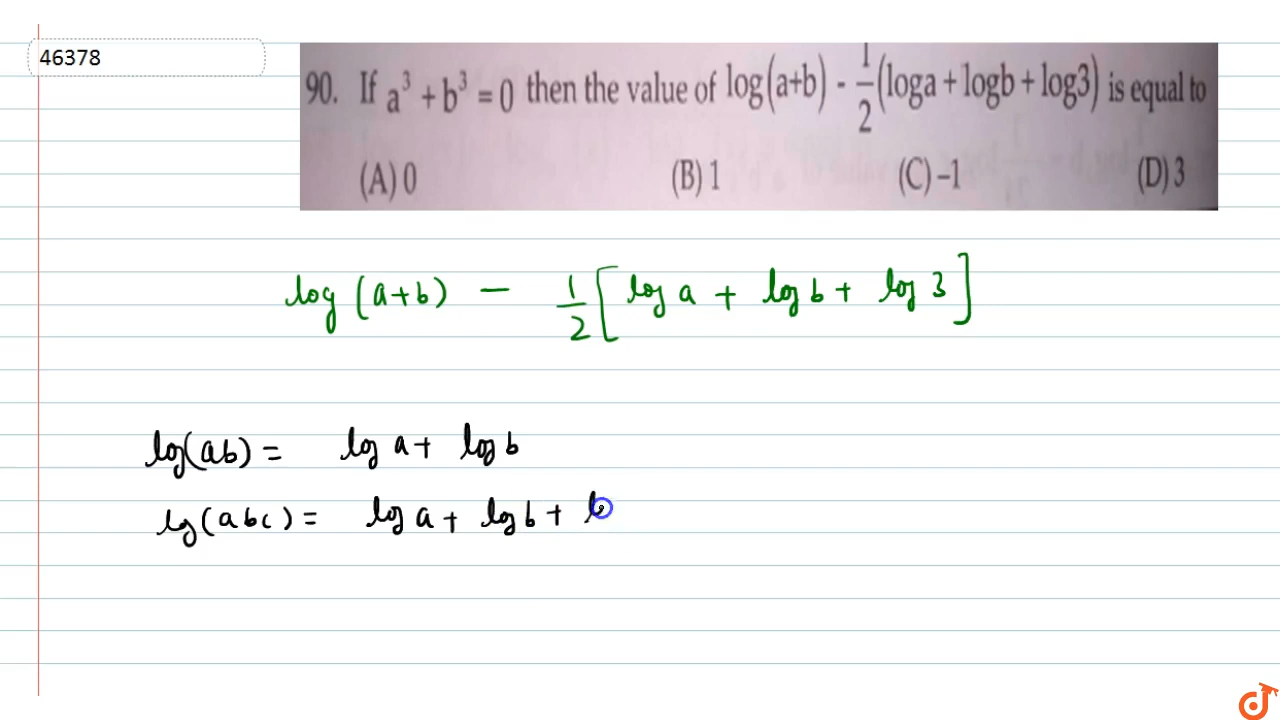 46378
90. If a³ + b³ = 0 then the value of log(a+b) - 1/2 (loga + logb + log3) is equal to
(A) 0 (B) 1 (C) –1 (D) 3
log (a+b) — 1/2 [log a + log b + log 3]
log(ab) = log a + log b
lg(abc) = log a + log b + l